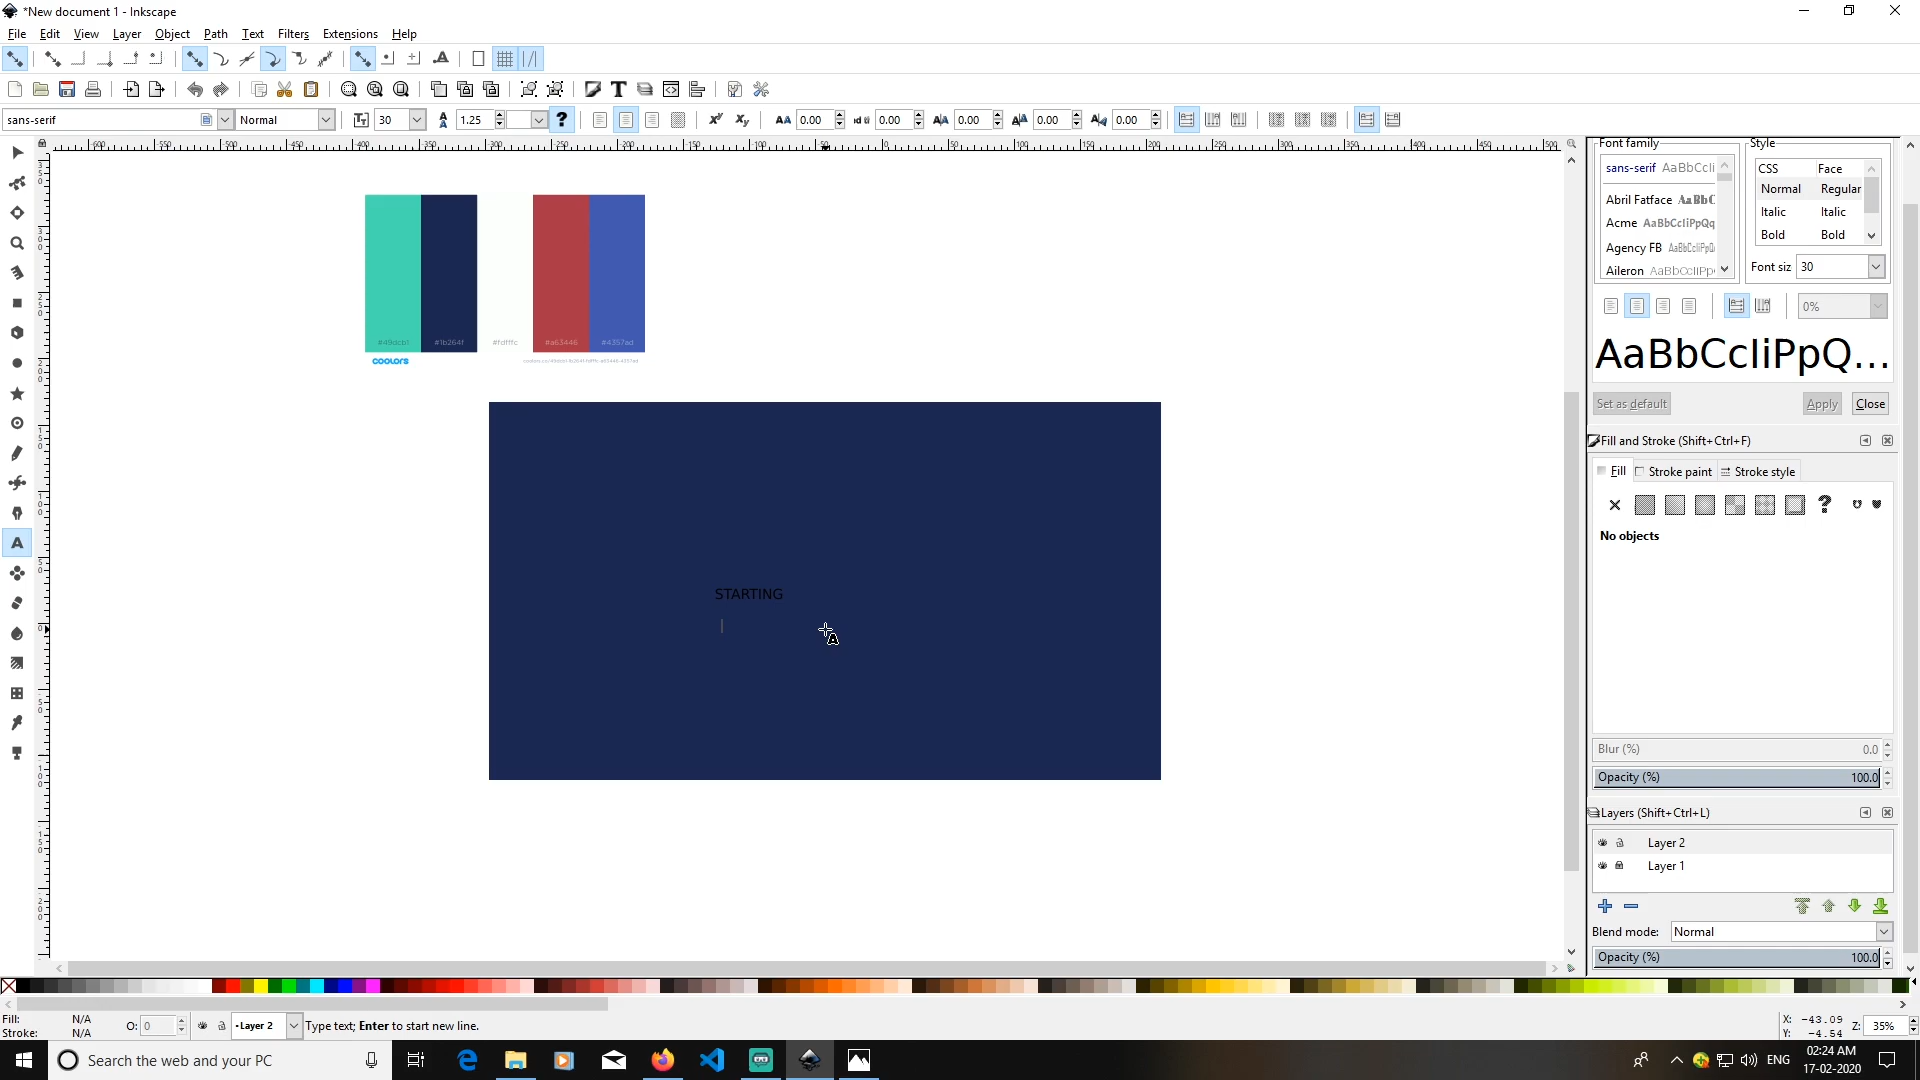 *New document 1 - Inkscape
File Edit View Layer Object Path Text Filters Extensions Help
sans-serif Normal 30 1.25 0.00 0.00 0.00 0.00 0.00
Font family Style
sans-serif AaBbCcIi CSS Face
Normal Regular
Abril Fatface AaBbC
Italic Italic
Acme AaBbCcIiPpQq
Bold Bold
Agency FB AaBbCcIiPpQ
Aileron AaBbCcIiPp
Font siz 30
0%
AaBbCcIiPpQ...
Set as default Apply Close
#49dcb1 #1b264f #fdfffc #a63446 #4357ad
coolors
Fill and Stroke (Shift+Ctrl+F)
Fill Stroke paint Stroke style
No objects
STARTING
Blur (%) 0.0
Opacity (%) 100.0
Layers (Shift+Ctrl+L)
Layer 2
Layer 1
Blend mode: Normal
Opacity (%) 100.0
Fill: N/A
Stroke: N/A
O: 0
Layer 2
Type text; Enter to start new line.
X: -43.09
Y: -4.54
Z: 35%
Search the web and your PC
ENG
02:24 AM
17-02-2020